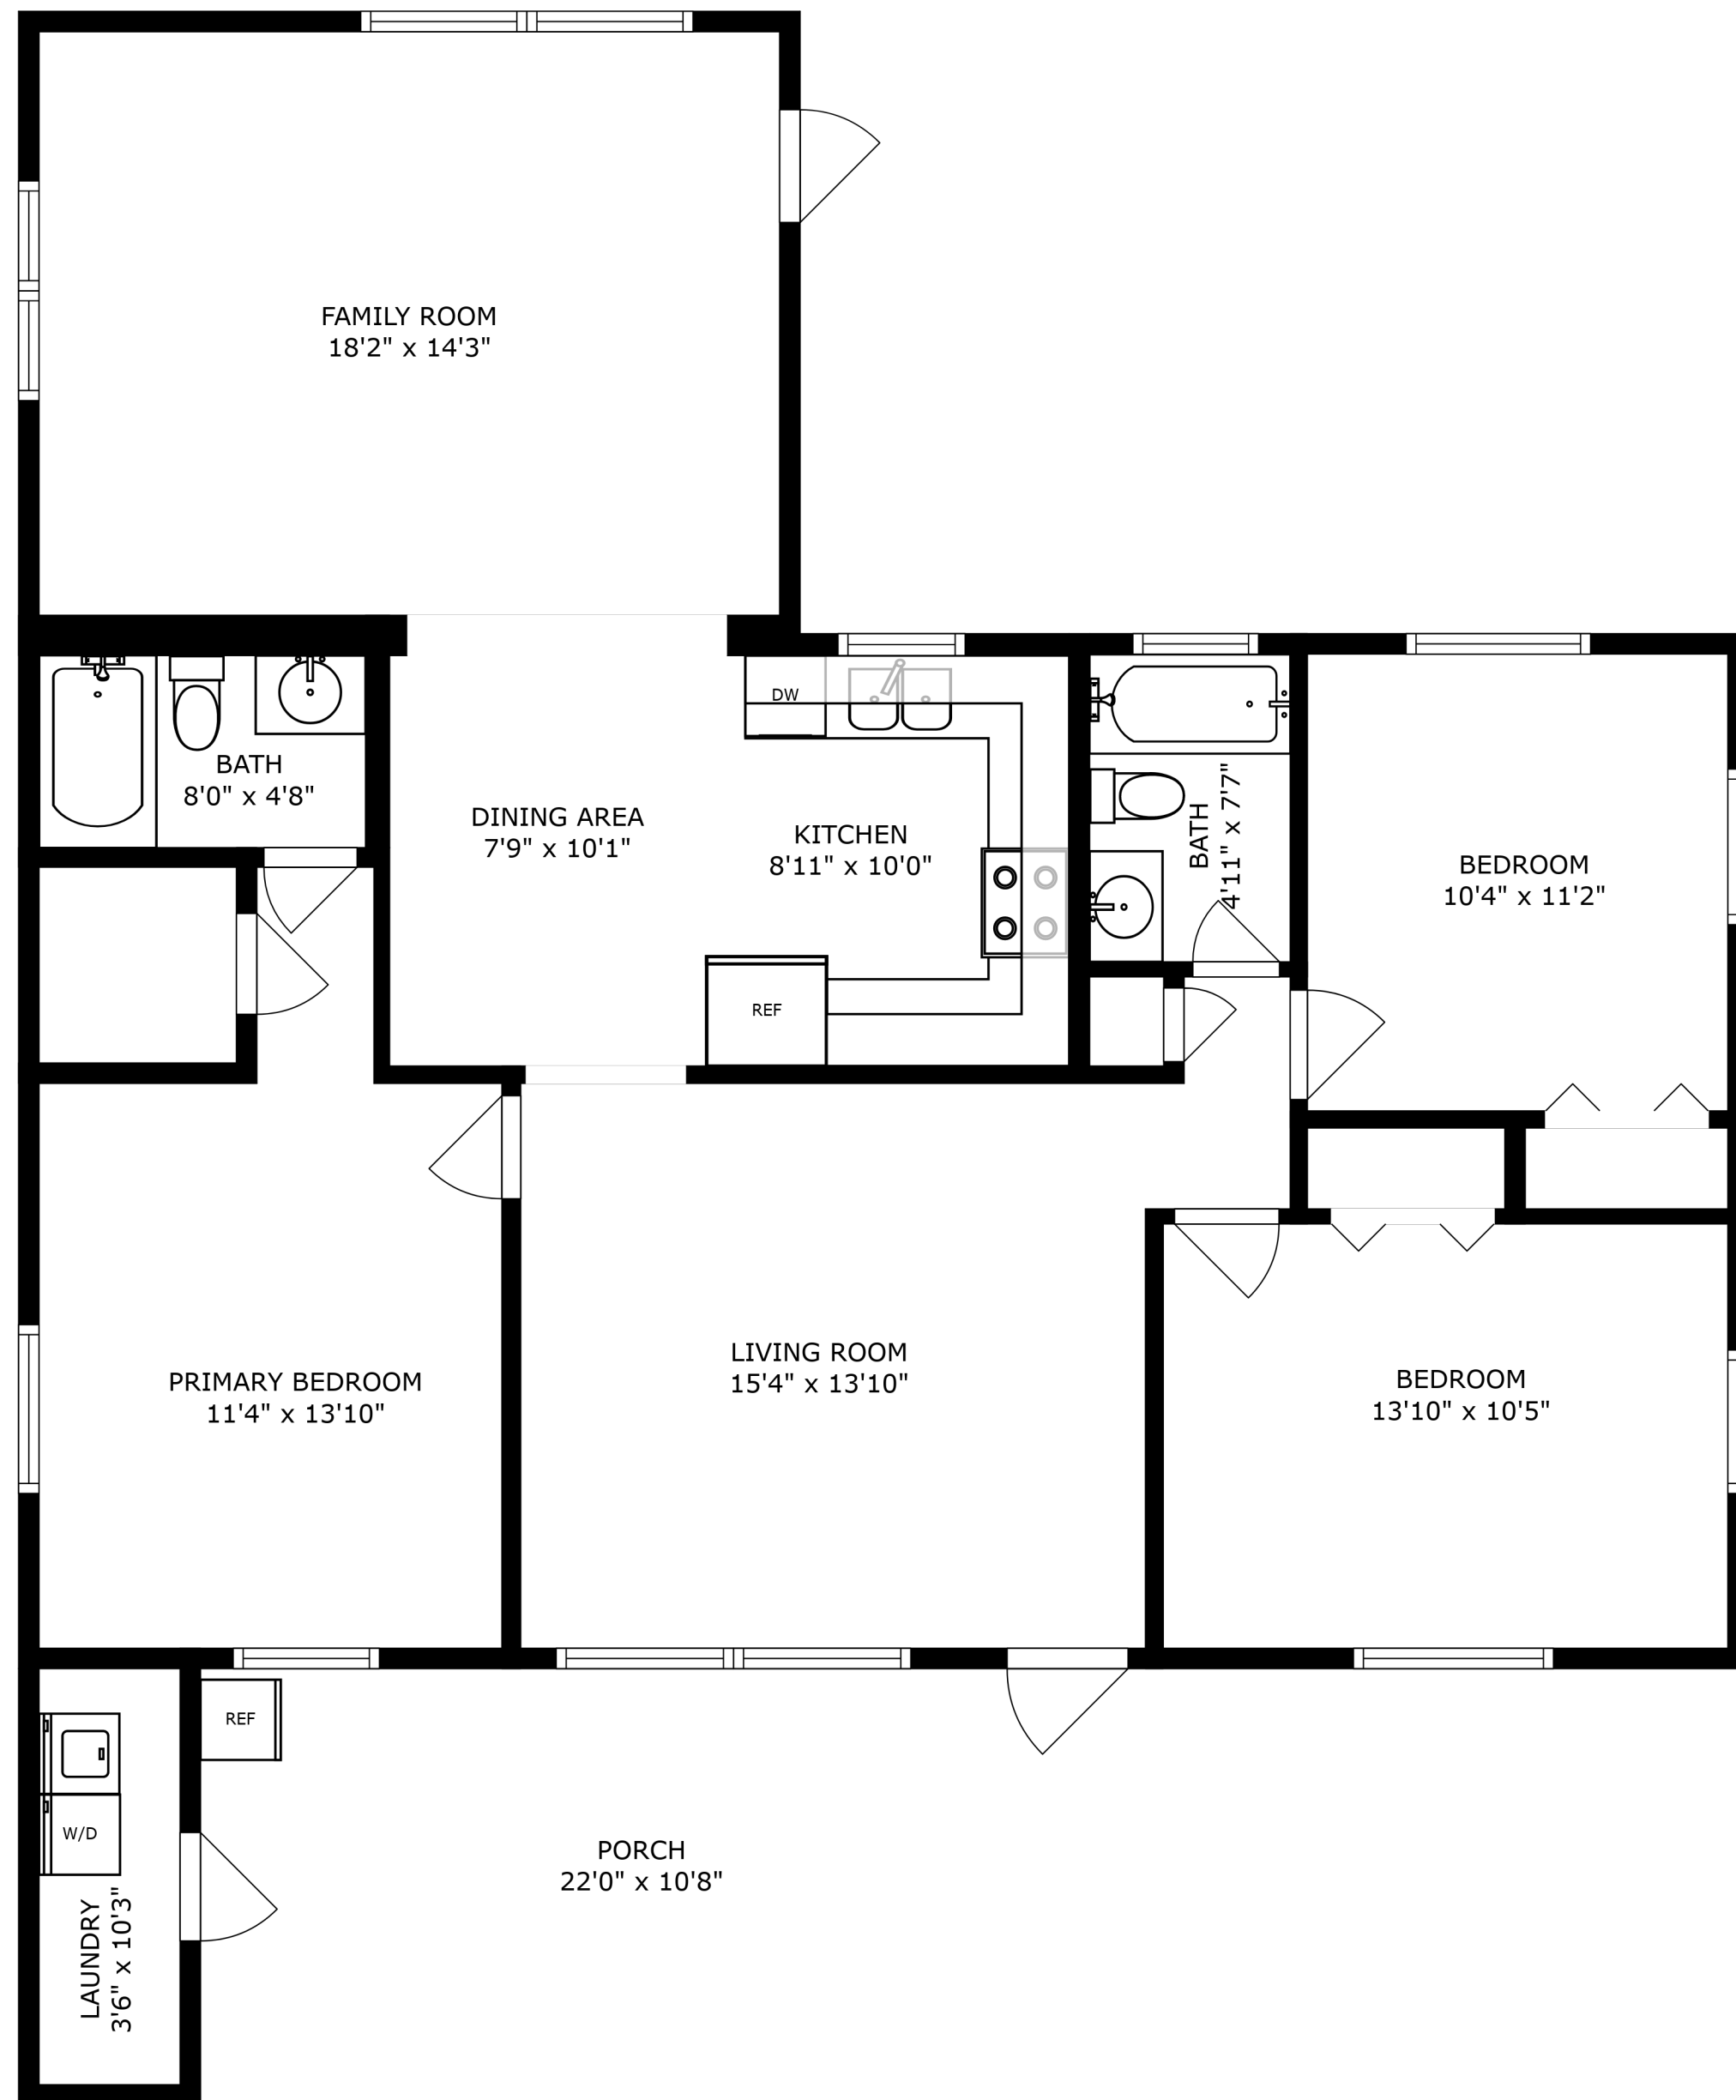 FAMILY ROOM
18'2" x 14'3"
DW
BATH
8'0" x 4'8"
DINING AREA
7'9" x 10'1"
KITCHEN
8'11" x 10'0"
BATH
4'11" x 7'7"
BEDROOM
10'4" x 11'2"
REF
PRIMARY BEDROOM
11'4" x 13'10"
LIVING ROOM
15'4" x 13'10"
BEDROOM
13'10" x 10'5"
REF
W/D
PORCH
22'0" x 10'8"
LAUNDRY
3'6" x 10'3"